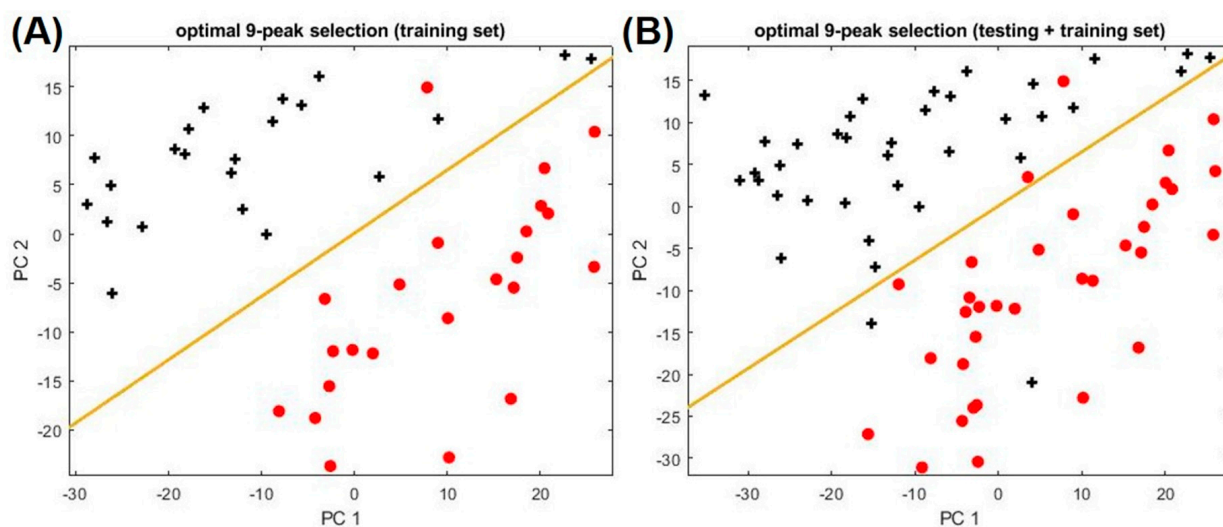 (A)
optimal 9-peak selection (training set)
15
10
5
0
-5
-10
-15
-20
PC 2
-30 -20 -10 0 10 20
PC 1
(B)
optimal 9-peak selection (testing + training set)
15
10
5
0
-5
-10
-15
-20
-25
-30
PC 2
-30 -20 -10 0 10 20
PC 1